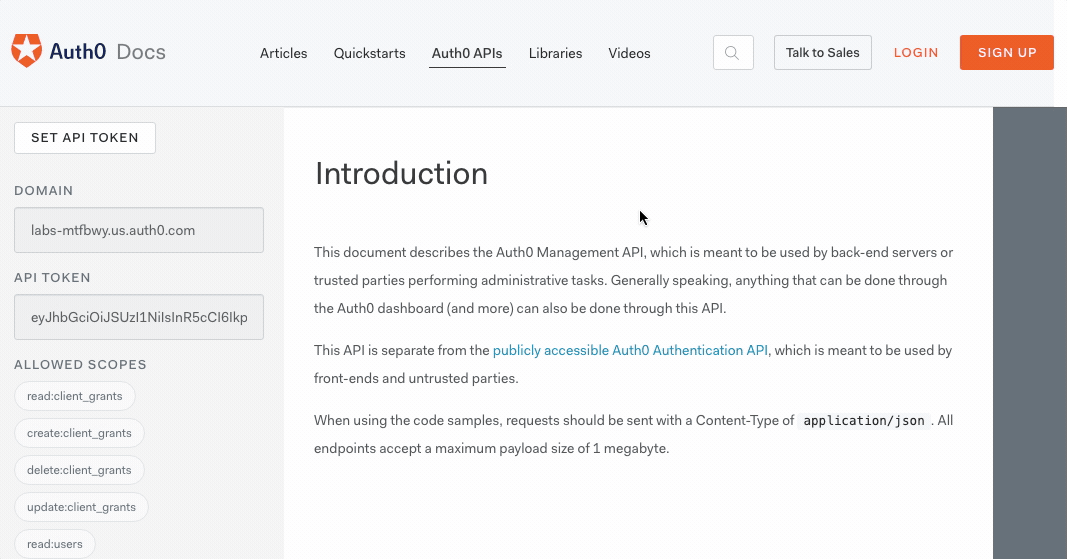 Auth0 Docs
Articles Quickstarts Auth0 APIs Libraries Videos Talk to Sales LOGIN SIGN UP
SET API TOKEN
DOMAIN
labs-mtfbwy.us.auth0.com
API TOKEN
eyJhbGciOiJSUzI1NiIsInR5cCI6Ikp
ALLOWED SCOPES
read:client_grants
create:client_grants
delete:client_grants
update:client_grants
read:users
Introduction
This document describes the Auth0 Management API, which is meant to be used by back-end servers or
trusted parties performing administrative tasks. Generally speaking, anything that can be done through
the Auth0 dashboard (and more) can also be done through this API.
This API is separate from the publicly accessible Auth0 Authentication API, which is meant to be used by
front-ends and untrusted parties.
When using the code samples, requests should be sent with a Content-Type of application/json . All
endpoints accept a maximum payload size of 1 megabyte.